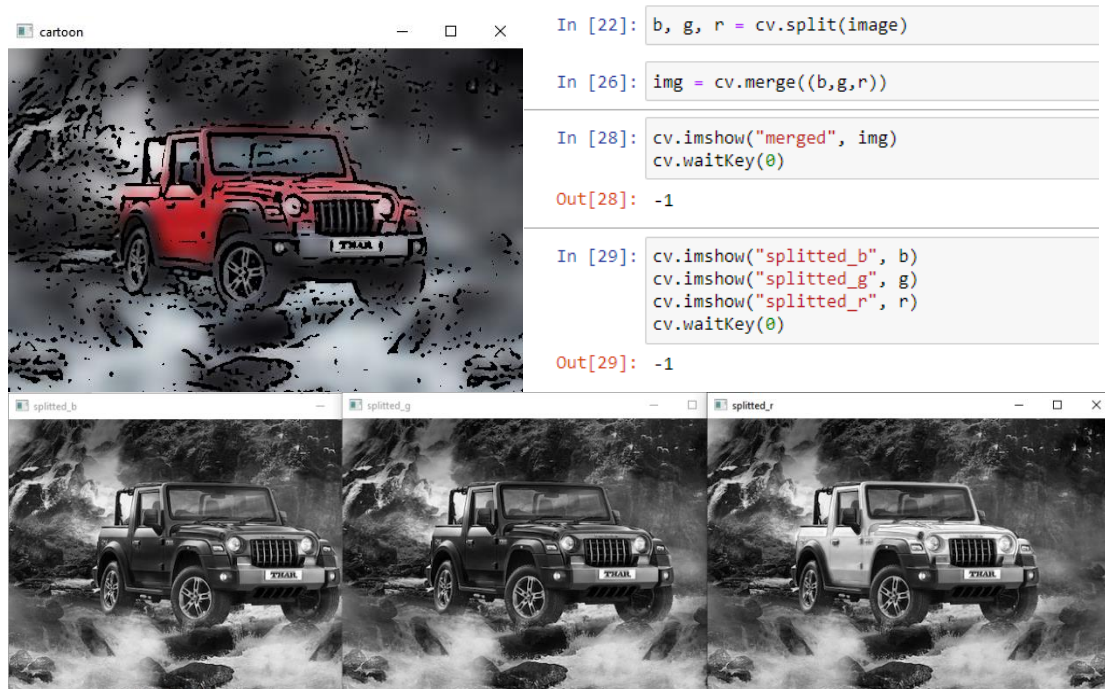 cartoon
THAR
In [22]: b, g, r = cv.split(image)
In [26]: img = cv.merge((b,g,r))
In [28]: cv.imshow("merged", img)
cv.waitKey(0)
Out[28]: -1
In [29]: cv.imshow("splitted_b", b)
cv.imshow("splitted_g", g)
cv.imshow("splitted_r", r)
cv.waitKey(0)
Out[29]: -1
splitted_b
THAR
splitted_g
THAR
splitted_r
THAR